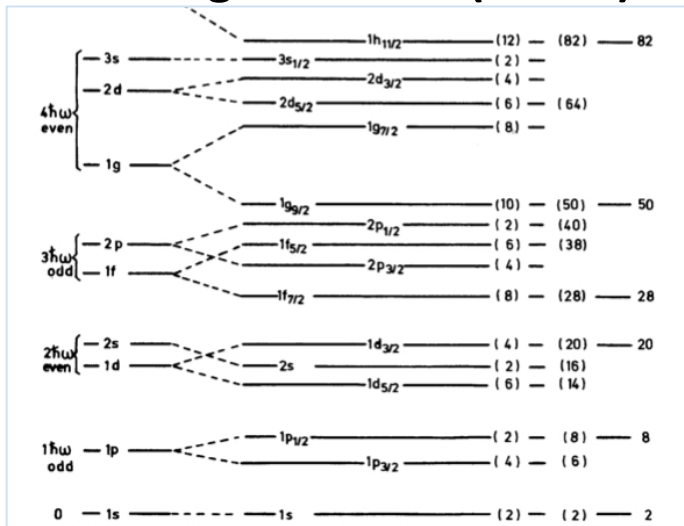 1h11/2 (12) (82) 82
3s 3s1/2 (2)
2d3/2 (4)
2d
2d5/2 (6) (64)
4ħω even
1g7/2 (8)
1g
1g9/2 (10) (50) 50
2p1/2 (2) (40)
2p 1f5/2 (6) (38)
3ħω odd
2p3/2 (4)
1f
1f7/2 (8) (28) 28
2s 1d3/2 (4) (20) 20
2ħω even
1d 2s (2) (16)
1d5/2 (6) (14)
1p1/2 (2) (8) 8
1ħω odd 1p
1p3/2 (4) (6)
0 1s 1s (2) (2) 2